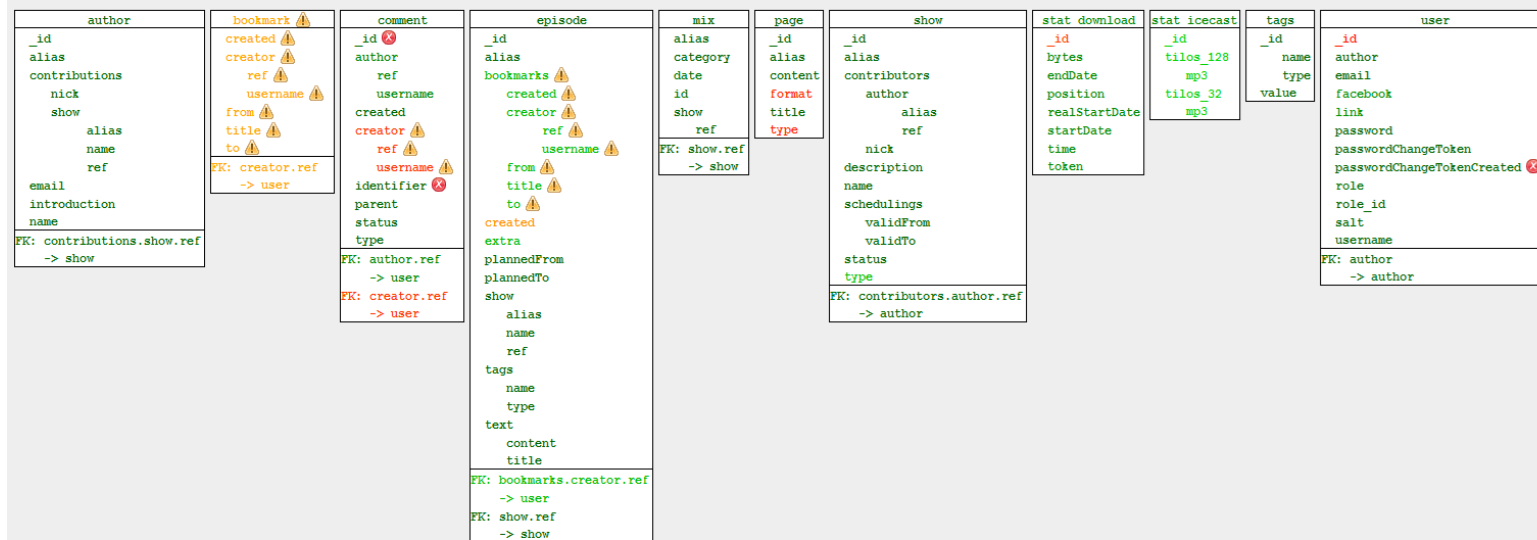 author
_id
alias
contributions
nick
show
alias
name
ref
email
introduction
name
FK: contributions.show.ref
-> show
bookmark
created
creator
ref
username
from
title
to
FK: creator.ref
-> user
comment
_id
author
ref
username
created
creator
ref
username
identifier
parent
status
type
FK: author.ref
-> user
FK: creator.ref
-> user
episode
_id
alias
bookmarks
created
creator
ref
username
from
title
to
created
extra
plannedFrom
plannedTo
show
alias
name
ref
tags
name
type
text
content
title
FK: bookmarks.creator.ref
-> user
FK: show.ref
-> show
mix
alias
category
date
id
show
ref
FK: show.ref
-> show
page
_id
alias
content
format
title
type
show
_id
alias
contributors
author
alias
ref
nick
description
name
schedulings
validFrom
validTo
status
type
FK: contributors.author.ref
-> author
stat download
_id
bytes
endDate
position
realStartDate
startDate
time
token
stat icecast
_id
tilos_128
mp3
tilos_32
mp3
tags
_id
name
type
value
user
_id
author
email
facebook
link
password
passwordChangeToken
passwordChangeTokenCreated
role
role_id
salt
username
FK: author
-> author